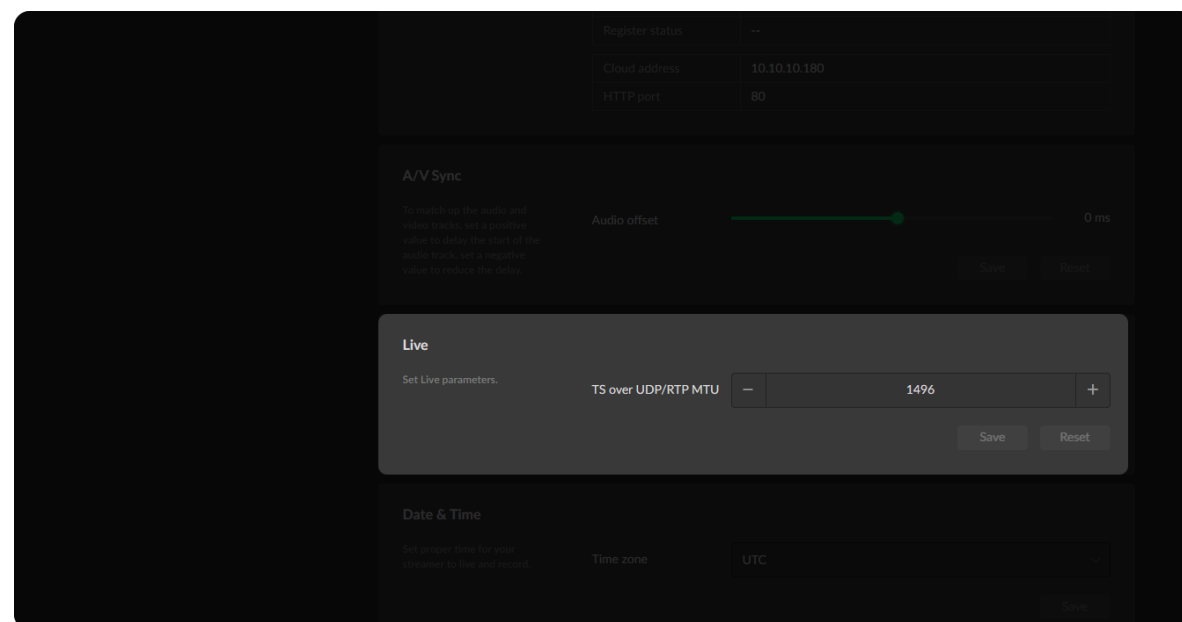 Register status --
Cloud address 10.10.10.180
HTTP port 80
A/V Sync
To match up the audio and
video tracks, set a positive
value to delay the start of the
audio track; set a negative
value to reduce the delay.
Audio offset 0 ms
Save Reset
Live
Set Live parameters.
TS over UDP/RTP MTU − 1496 +
Save Reset
Date & Time
Set proper time for your
streamer to live and record.
Time zone UTC
Save